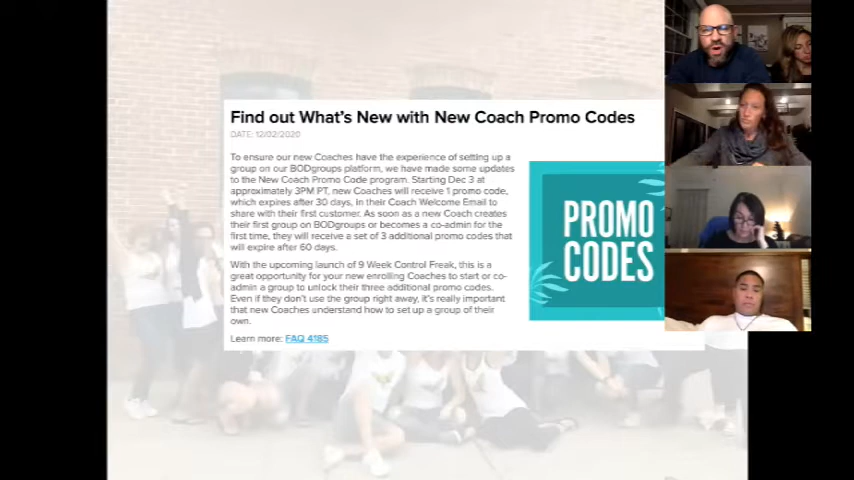 Find out What's New with New Coach Promo Codes
DATE: 12/02/2020
To ensure our new Coaches have the experience of setting up a
group on our BODgroups platform, we have made some updates
to the New Coach Promo Code program. Starting Dec 3 at
approximately 3PM PT, new Coaches will receive 1 promo code,
which expires after 30 days, in their Coach Welcome Email to
share with their first customer. As soon as a new Coach creates
their first group on BODgroups or becomes a co-admin for the
first time, they will receive a set of 3 additional promo codes that
will expire after 60 days.
With the upcoming launch of 9 Week Control Freak, this is a
great opportunity for your new enrolling Coaches to start or co-
admin a group to unlock their three additional promo codes.
Even if they don't use the group right away, it's really important
that new Coaches understand how to set up a group of their
own.
Learn more: FAQ 4185
PROMO
CODES